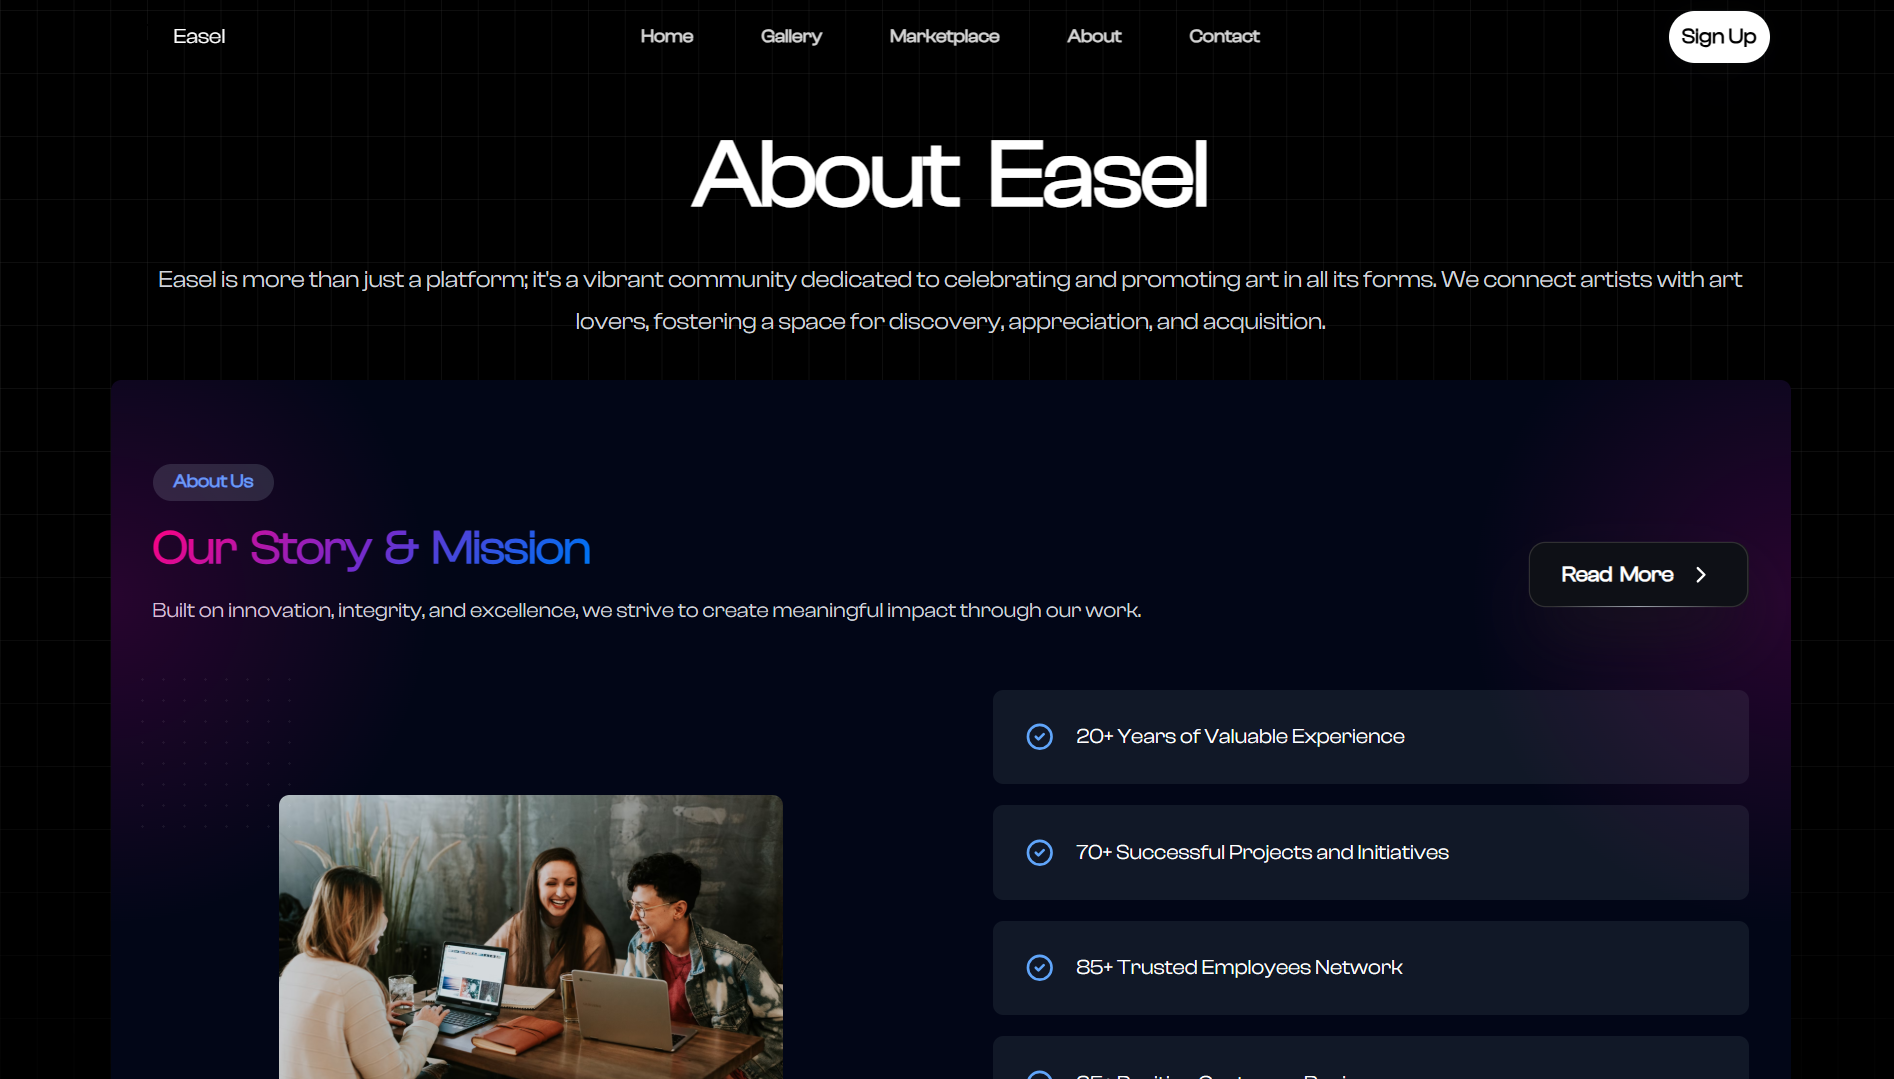 Easel
Home
Gallery
Marketplace
About
Contact
Sign Up
About Easel
Easel is more than just a platform; it's a vibrant community dedicated to celebrating and promoting art in all its forms. We connect artists with art
lovers, fostering a space for discovery, appreciation, and acquisition.
About Us
Our Story & Mission
Built on innovation, integrity, and excellence, we strive to create meaningful impact through our work.
Read More
20+ Years of Valuable Experience
70+ Successful Projects and Initiatives
85+ Trusted Employees Network